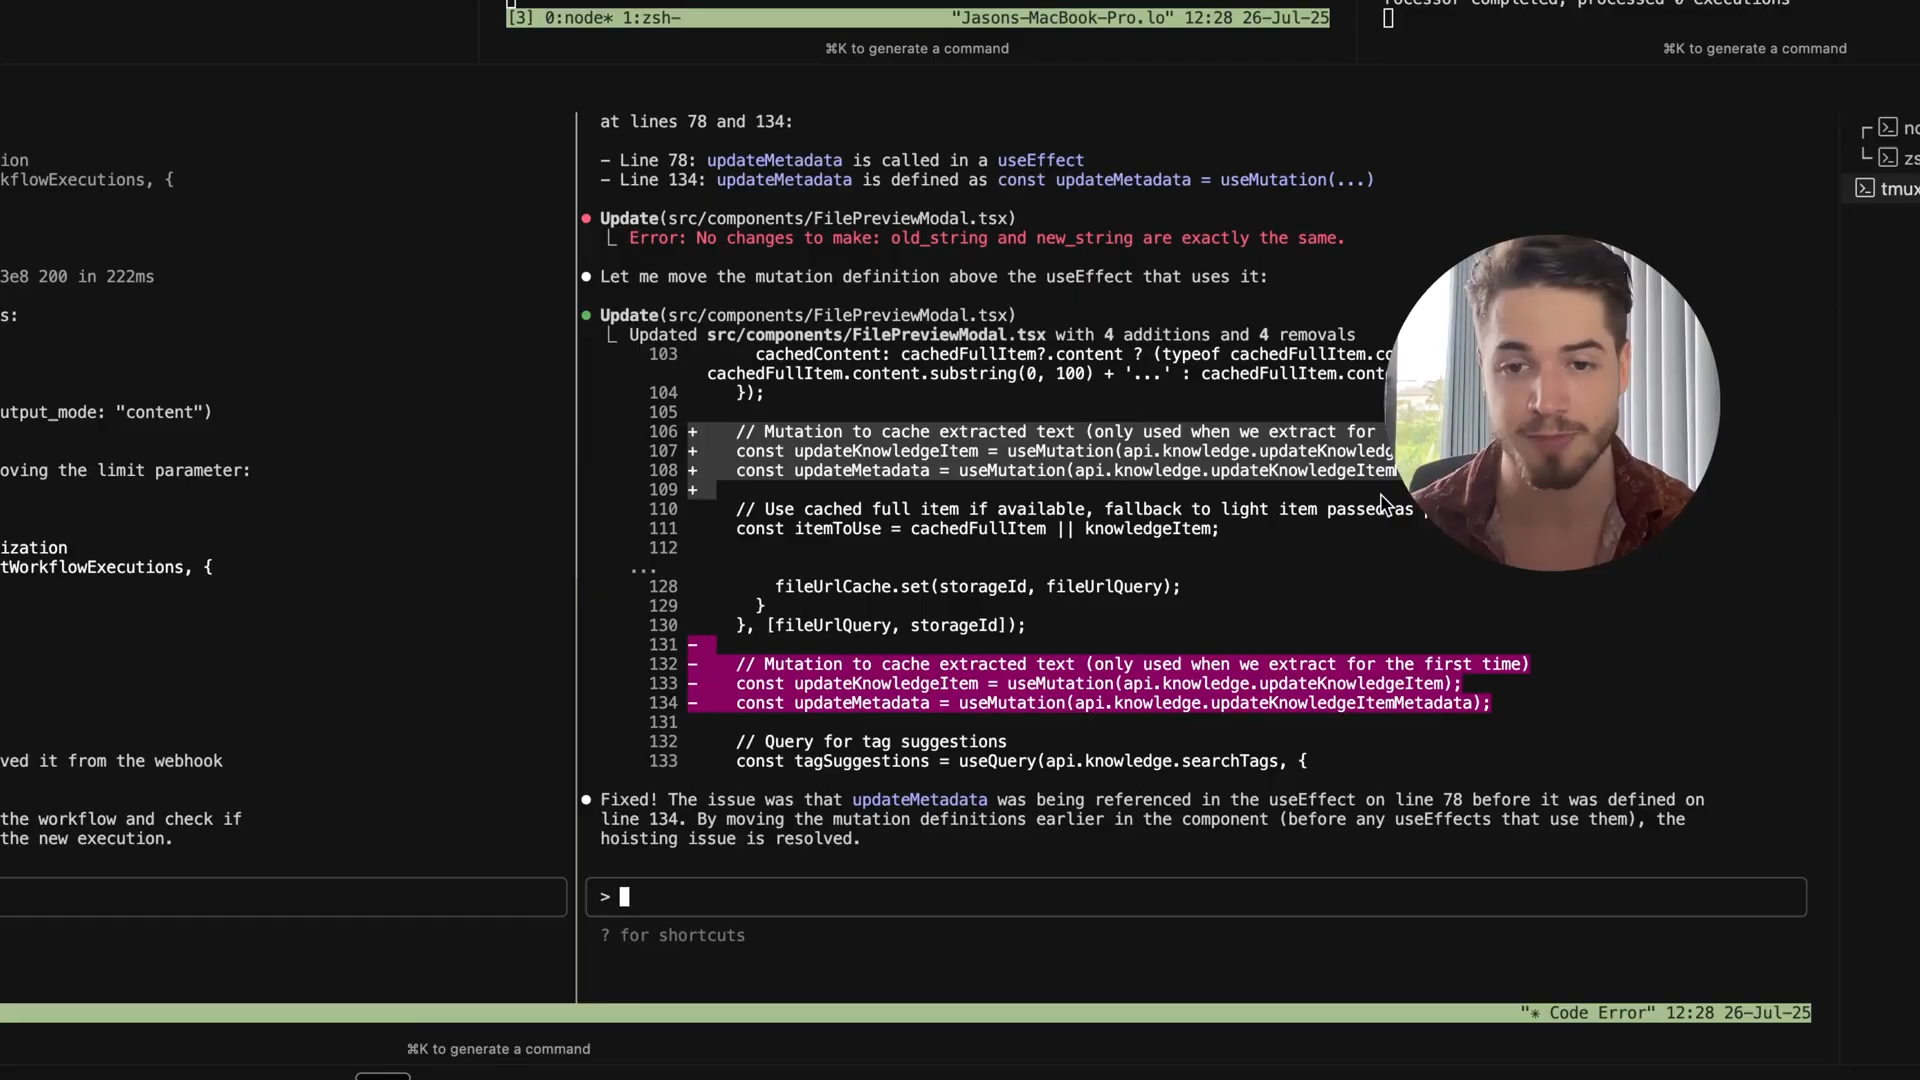 [3] 0:node* 1:zsh- "Jasons-MacBook-Pro.lo" 12:28 26-Jul-25
completed, processed 0 executions
⌘K to generate a command
⌘K to generate a command
ion
kflowExecutions, {
3e8 200 in 222ms
s:
utput_mode: "content")
oving the limit parameter:
ization
tWorkflowExecutions, {
ved it from the webhook
the workflow and check if
the new execution.
at lines 78 and 134:
- Line 78: updateMetadata is called in a useEffect
- Line 134: updateMetadata is defined as const updateMetadata = useMutation(...)
Update(src/components/FilePreviewModal.tsx)
Error: No changes to make: old_string and new_string are exactly the same.
Let me move the mutation definition above the useEffect that uses it:
Update(src/components/FilePreviewModal.tsx)
Updated src/components/FilePreviewModal.tsx with 4 additions and 4 removals
103 cachedContent: cachedFullItem?.content ? (typeof cachedFullItem.co
cachedFullItem.content.substring(0, 100) + '...' : cachedFullItem.cont
104 });
105
106 + // Mutation to cache extracted text (only used when we extract for
107 + const updateKnowledgeItem = useMutation(api.knowledge.updateKnowledg
108 + const updateMetadata = useMutation(api.knowledge.updateKnowledgeItem
109 +
110 // Use cached full item if available, fallback to light item passed as
111 const itemToUse = cachedFullItem || knowledgeItem;
112
...
128 fileUrlCache.set(storageId, fileUrlQuery);
129 }
130 }, [fileUrlQuery, storageId]);
131 -
132 - // Mutation to cache extracted text (only used when we extract for the first time)
133 - const updateKnowledgeItem = useMutation(api.knowledge.updateKnowledgeItem);
134 - const updateMetadata = useMutation(api.knowledge.updateKnowledgeItemMetadata);
131
132 // Query for tag suggestions
133 const tagSuggestions = useQuery(api.knowledge.searchTags, {
Fixed! The issue was that updateMetadata was being referenced in the useEffect on line 78 before it was defined on
line 134. By moving the mutation definitions earlier in the component (before any useEffects that use them), the
hoisting issue is resolved.
>
? for shortcuts
no
zs
tmux
"✳ Code Error" 12:28 26-Jul-25
⌘K to generate a command